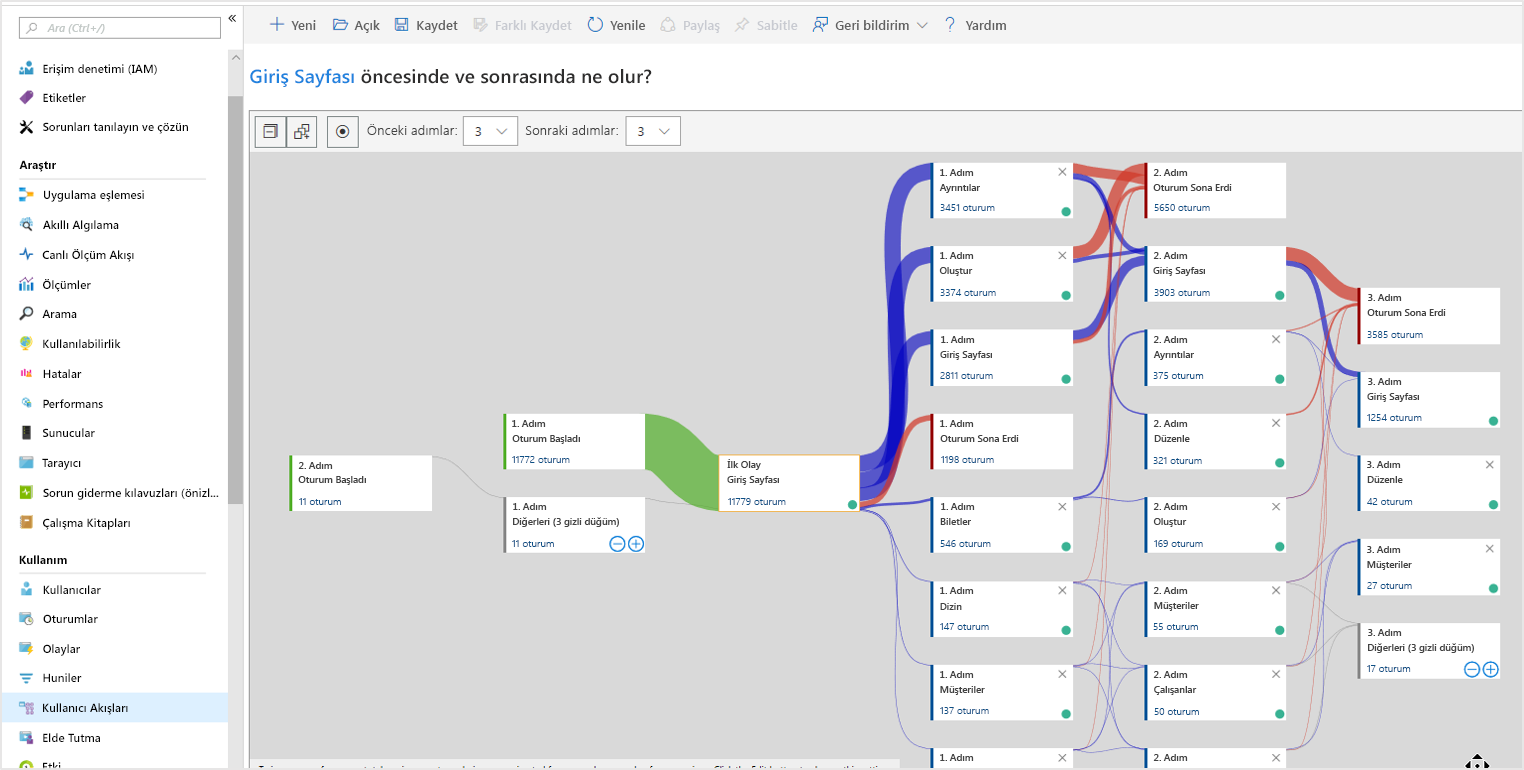 Ara (Ctrl+/)
«
Yeni
Açık
Kaydet
Farklı Kaydet
Yenile
Paylaş
Sabitle
Geri bildirim
? Yardım
Erişim denetimi (IAM)
Etiketler
Sorunları tanılayın ve çözün
Araştır
Uygulama eşlemesi
Akıllı Algılama
Canlı Ölçüm Akışı
Ölçümler
Arama
Kullanılabilirlik
Hatalar
Performans
Sunucular
Tarayıcı
Sorun giderme kılavuzları (önizl...
Çalışma Kitapları
Kullanım
Kullanıcılar
Oturumlar
Olaylar
Huniler
Kullanıcı Akışları
Elde Tutma
Etki
Giriş Sayfası öncesinde ve sonrasında ne olur?
Önceki adımlar: 3
Sonraki adımlar: 3
2. Adım
Oturum Başladı
11 oturum
1. Adım
Oturum Başladı
11772 oturum
1. Adım
Diğerleri (3 gizli düğüm)
11 oturum
İlk Olay
Giriş Sayfası
11779 oturum
1. Adım
Ayrıntılar
3451 oturum
1. Adım
Oluştur
3374 oturum
1. Adım
Giriş Sayfası
2811 oturum
1. Adım
Oturum Sona Erdi
1198 oturum
1. Adım
Biletler
546 oturum
1. Adım
Dizin
147 oturum
1. Adım
Müşteriler
137 oturum
1. Adım
2. Adım
Oturum Sona Erdi
5650 oturum
2. Adım
Giriş Sayfası
3903 oturum
2. Adım
Ayrıntılar
375 oturum
2. Adım
Düzenle
321 oturum
2. Adım
Oluştur
169 oturum
2. Adım
Müşteriler
55 oturum
2. Adım
Çalışanlar
50 oturum
2. Adım
3. Adım
Oturum Sona Erdi
3585 oturum
3. Adım
Giriş Sayfası
1254 oturum
3. Adım
Düzenle
42 oturum
3. Adım
Müşteriler
27 oturum
3. Adım
Diğerleri (3 gizli düğüm)
17 oturum